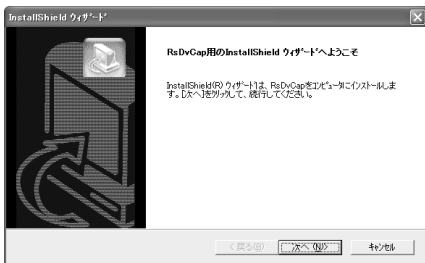 InstallShield ウィザード
RsDvCap用のInstallShield ウィザードへようこそ
InstallShield(R) ウィザードは、RsDvCapをコンピュータにインストールしま
す。[次へ]をクリックして、続行してください。
< 戻る(B)
次へ (N)>
キャンセル